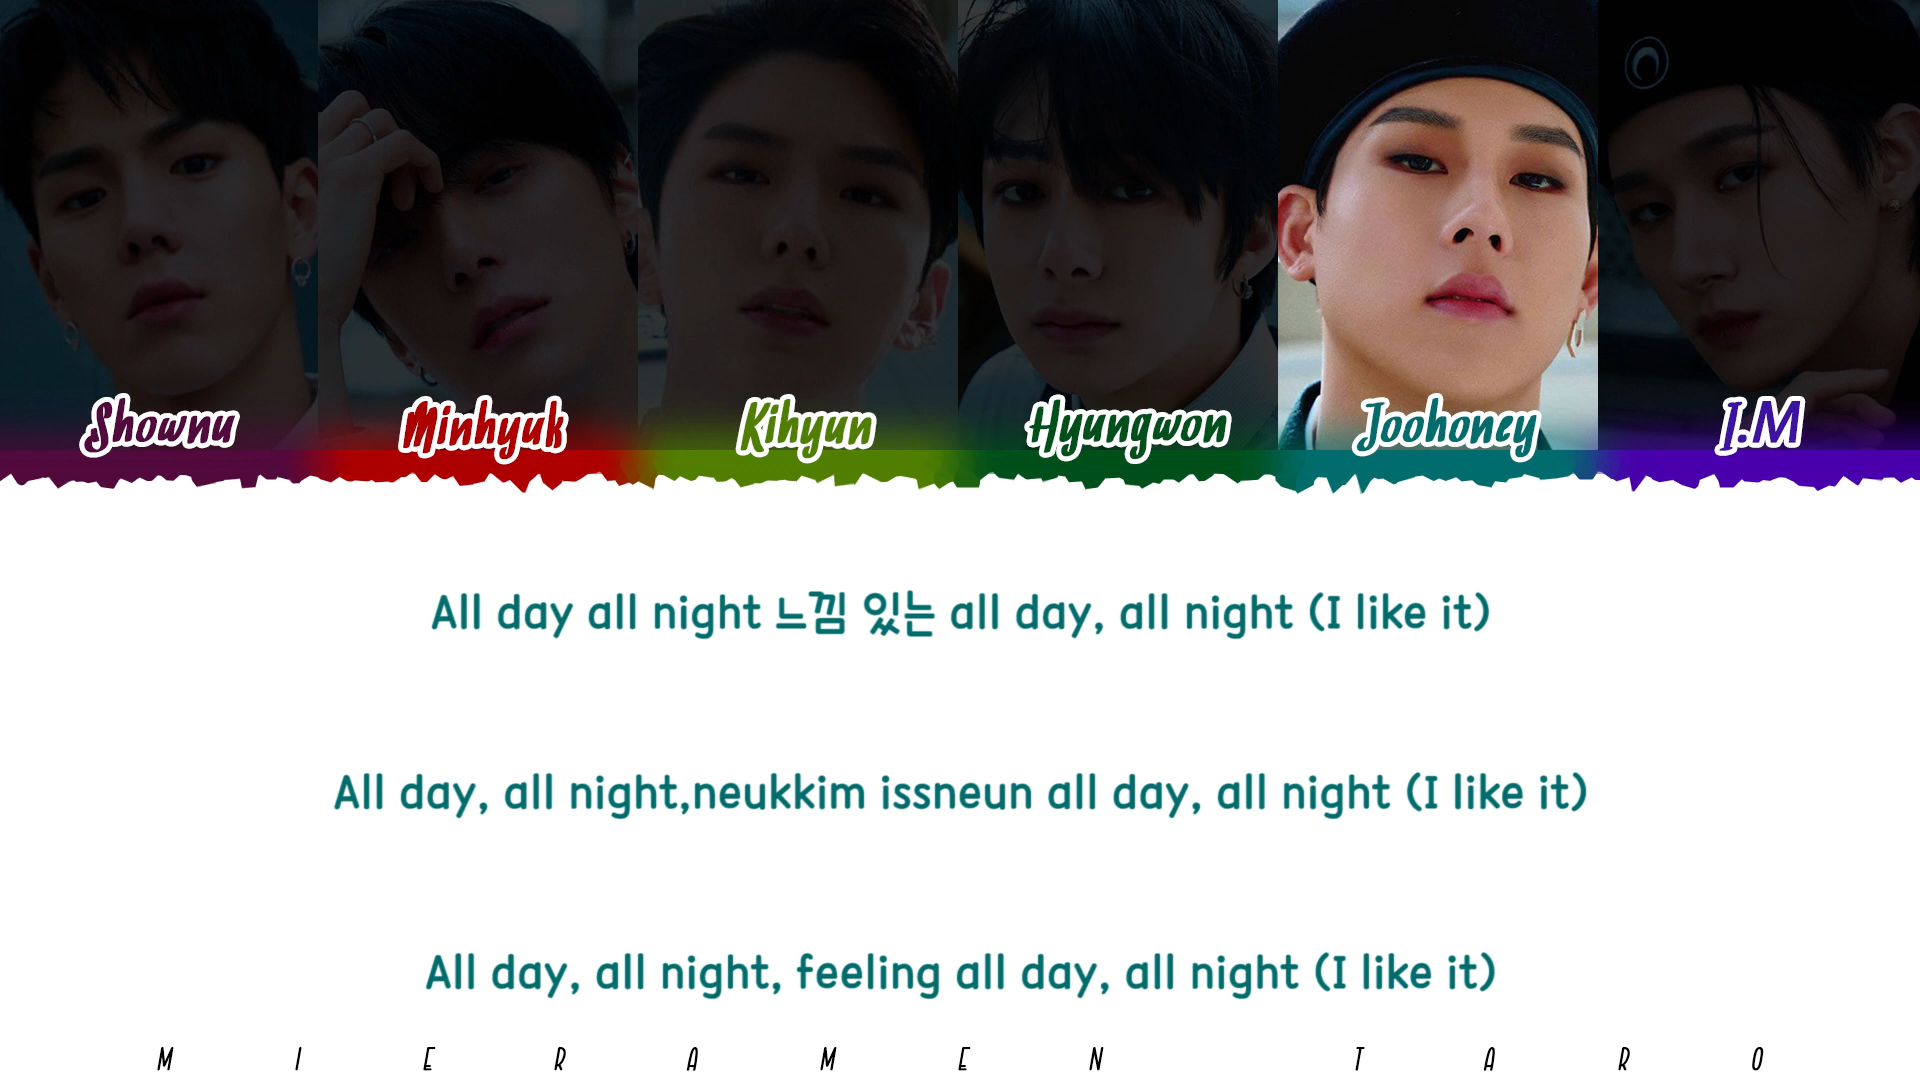 Shownu Minhyuk Kihyun Hyungwon Joohoney I.M
All day all night 느낌 있는 all day, all night (I like it)
All day, all night,neukkim issneun all day, all night (I like it)
All day, all night, feeling all day, all night (I like it)
MIERAMEN TARO